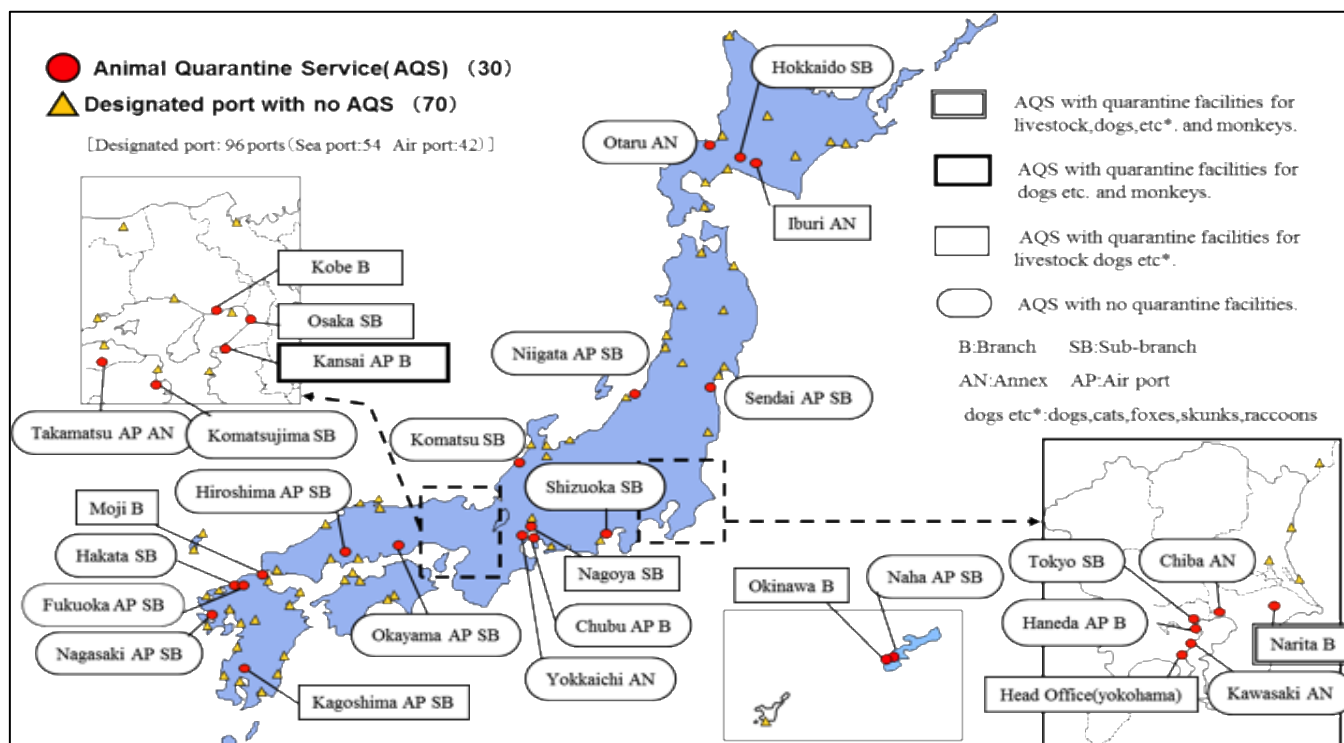 Animal Quarantine Service(AQS) (30)
Designated port with no AQS (70)
[Designated port: 96 ports(Sea port:54 Air port:42)]
Hokkaido SB
Otaru AN
Iburi AN
AQS with quarantine facilities for
livestock,dogs,etc*. and monkeys.
AQS with quarantine facilities for
dogs etc. and monkeys.
AQS with quarantine facilities for
livestock dogs etc*.
AQS with no quarantine facilities.
B:Branch SB:Sub-branch
AN:Annex AP:Air port
dogs etc*:dogs,cats,foxes,skunks,raccoons
Kobe B
Osaka SB
Kansai AP B
Takamatsu AP AN
Komatsujima SB
Niigata AP SB
Sendai AP SB
Komatsu SB
Shizuoka SB
Hiroshima AP SB
Moji B
Hakata SB
Fukuoka AP SB
Nagasaki AP SB
Kagoshima AP SB
Okayama AP SB
Nagoya SB
Chubu AP B
Yokkaichi AN
Okinawa B
Naha AP SB
Tokyo SB
Chiba AN
Haneda AP B
Narita B
Head Office(yokohama)
Kawasaki AN